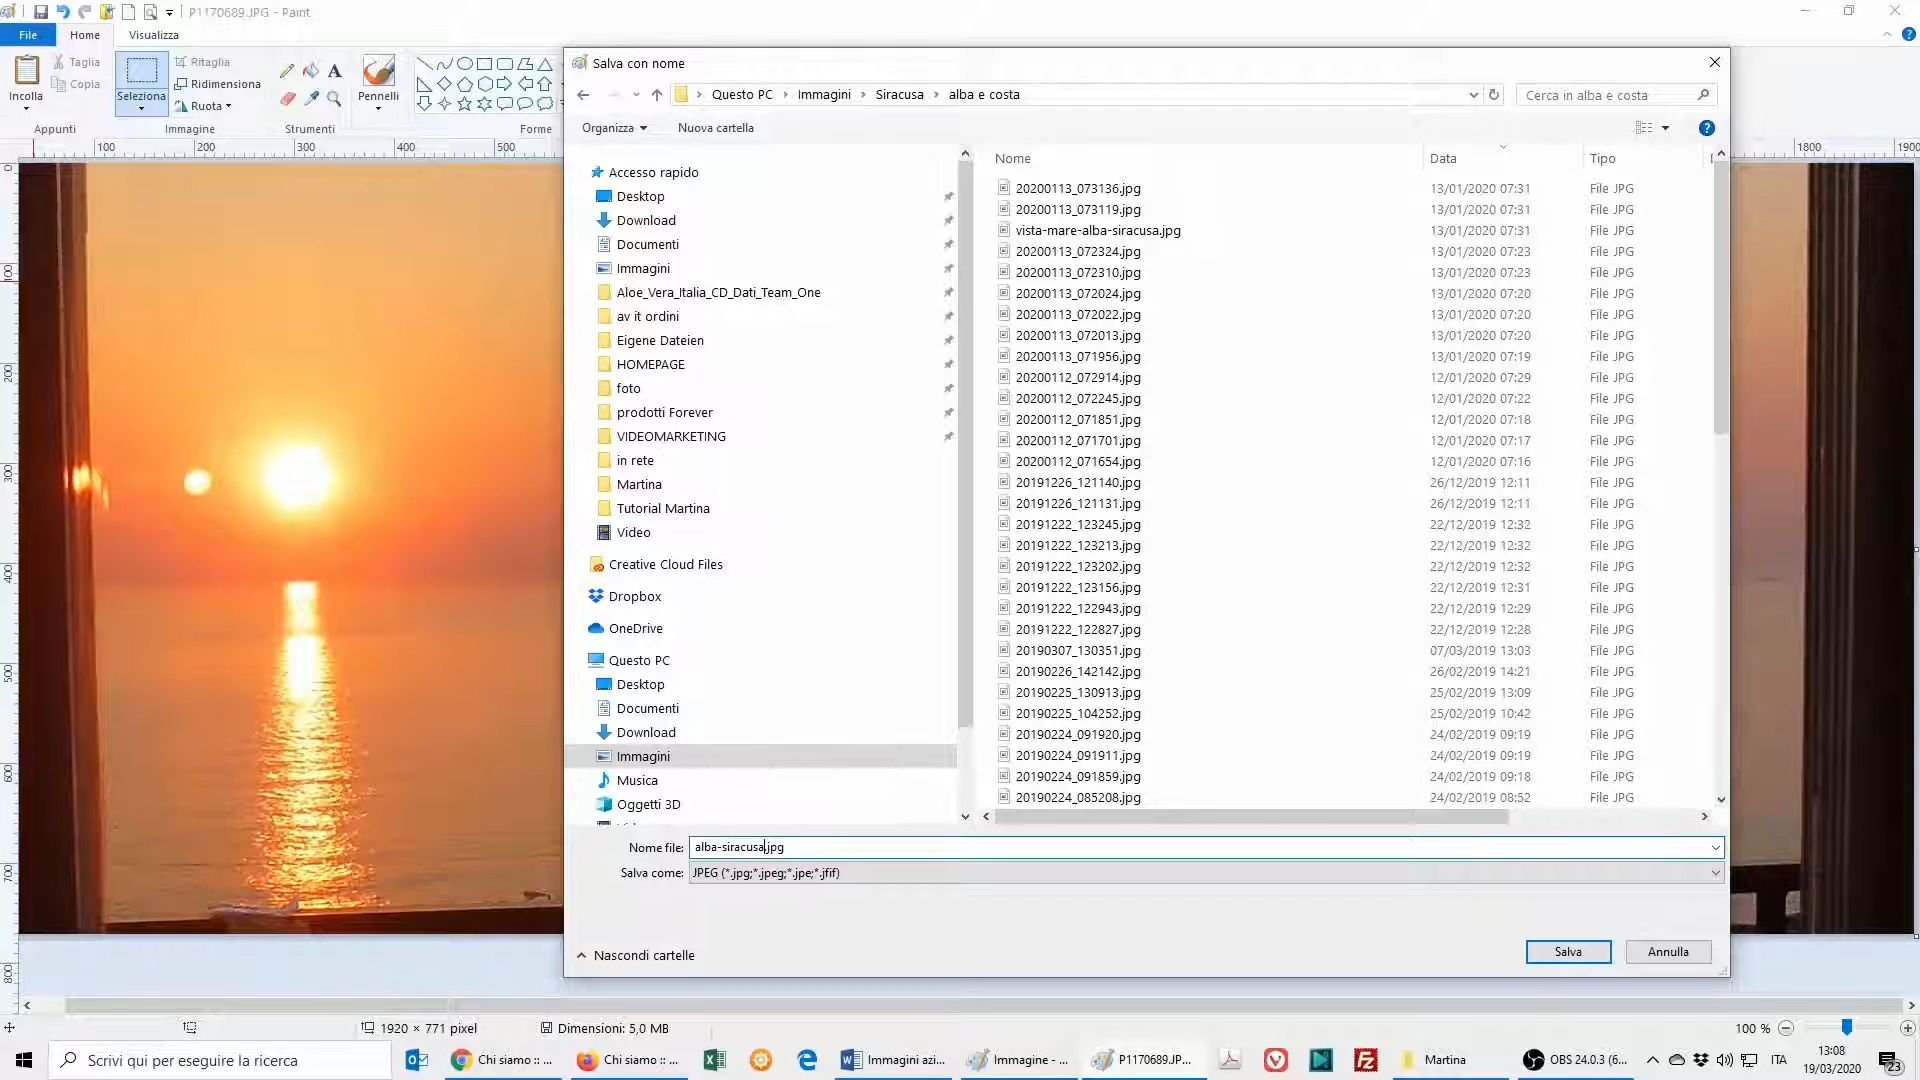 P1170689.JPG - Paint
File Home Visualizza
Incolla
Taglia
Copia
Appunti
Seleziona
Ritaglia
Ridimensiona
Ruota
Immagine
A
Strumenti
Pennelli
Forme
100 200 300 400 500 1800 1900
0
100
200
300
400
500
600
700
800
Salva con nome
Questo PC › Immagini › Siracusa › alba e costa
Cerca in alba e costa
Organizza Nuova cartella
Accesso rapido
Desktop
Download
Documenti
Immagini
Aloe_Vera_Italia_CD_Dati_Team_One
av it ordini
Eigene Dateien
HOMEPAGE
foto
prodotti Forever
VIDEOMARKETING
in rete
Martina
Tutorial Martina
Video
Creative Cloud Files
Dropbox
OneDrive
Questo PC
Desktop
Documenti
Download
Immagini
Musica
Oggetti 3D
Nome Data Tipo
20200113_073136.jpg 13/01/2020 07:31 File JPG
20200113_073119.jpg 13/01/2020 07:31 File JPG
vista-mare-alba-siracusa.jpg 13/01/2020 07:31 File JPG
20200113_072324.jpg 13/01/2020 07:23 File JPG
20200113_072310.jpg 13/01/2020 07:23 File JPG
20200113_072024.jpg 13/01/2020 07:20 File JPG
20200113_072022.jpg 13/01/2020 07:20 File JPG
20200113_072013.jpg 13/01/2020 07:20 File JPG
20200113_071956.jpg 13/01/2020 07:19 File JPG
20200112_072914.jpg 12/01/2020 07:29 File JPG
20200112_072245.jpg 12/01/2020 07:22 File JPG
20200112_071851.jpg 12/01/2020 07:18 File JPG
20200112_071701.jpg 12/01/2020 07:17 File JPG
20200112_071654.jpg 12/01/2020 07:16 File JPG
20191226_121140.jpg 26/12/2019 12:11 File JPG
20191226_121131.jpg 26/12/2019 12:11 File JPG
20191222_123245.jpg 22/12/2019 12:32 File JPG
20191222_123213.jpg 22/12/2019 12:32 File JPG
20191222_123202.jpg 22/12/2019 12:32 File JPG
20191222_123156.jpg 22/12/2019 12:31 File JPG
20191222_122943.jpg 22/12/2019 12:29 File JPG
20191222_122827.jpg 22/12/2019 12:28 File JPG
20190307_130351.jpg 07/03/2019 13:03 File JPG
20190226_142142.jpg 26/02/2019 14:21 File JPG
20190225_130913.jpg 25/02/2019 13:09 File JPG
20190225_104252.jpg 25/02/2019 10:42 File JPG
20190224_091920.jpg 24/02/2019 09:19 File JPG
20190224_091911.jpg 24/02/2019 09:19 File JPG
20190224_091859.jpg 24/02/2019 09:18 File JPG
20190224_085208.jpg 24/02/2019 08:52 File JPG
Nome file: alba-siracusa.jpg
Salva come: JPEG (*.jpg;*.jpeg;*.jpe;*.jfif)
Nascondi cartelle
Salva Annulla
1920 × 771 pixel Dimensioni: 5,0 MB 100 %
Scrivi qui per eseguire la ricerca
Chi siamo :: ...
Chi siamo :: ...
Immagini azi...
Immagine - ...
P1170689.JP...
Martina
OBS 24.0.3 (6...
ITA
13:08
19/03/2020
23